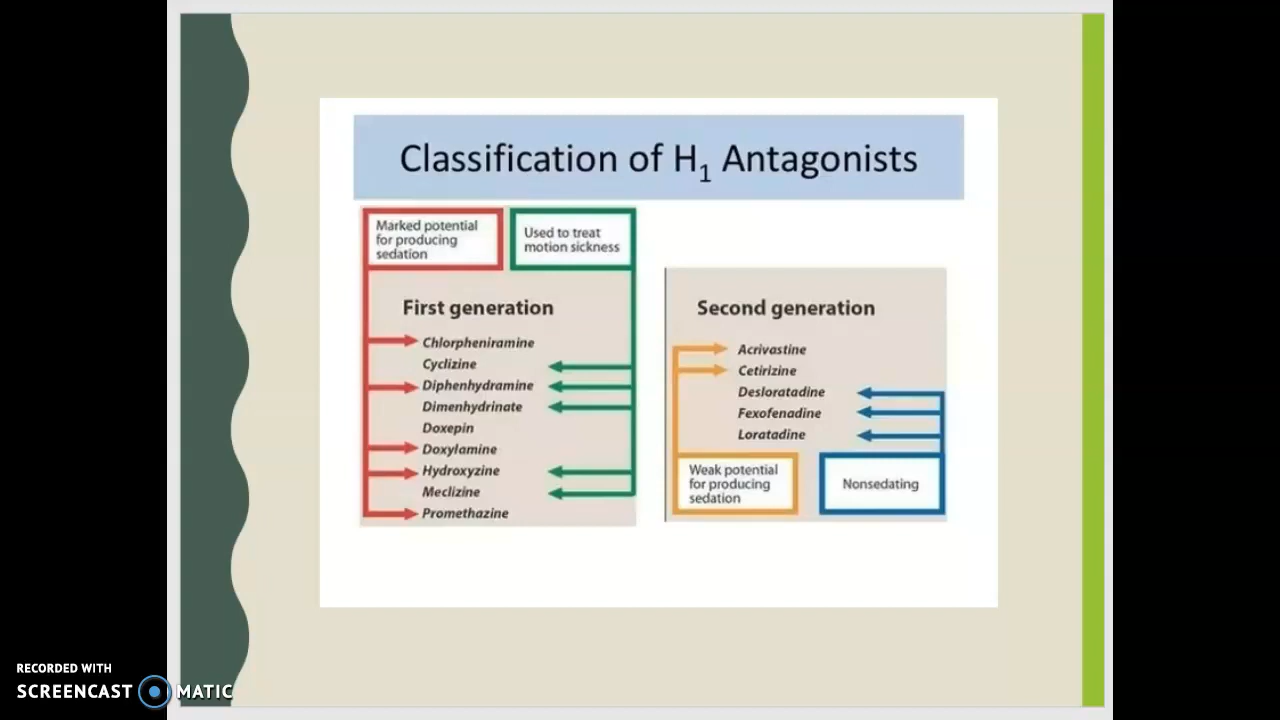 Classification of H₁ Antagonists
Marked potential
for producing
sedation
Used to treat
motion sickness
First generation
Chlorpheniramine
Cyclizine
Diphenhydramine
Dimenhydrinate
Doxepin
Doxylamine
Hydroxyzine
Meclizine
Promethazine
Second generation
Acrivastine
Cetirizine
Desloratadine
Fexofenadine
Loratadine
Weak potential
for producing
sedation
Nonsedating
RECORDED WITH
SCREENCAST MATIC